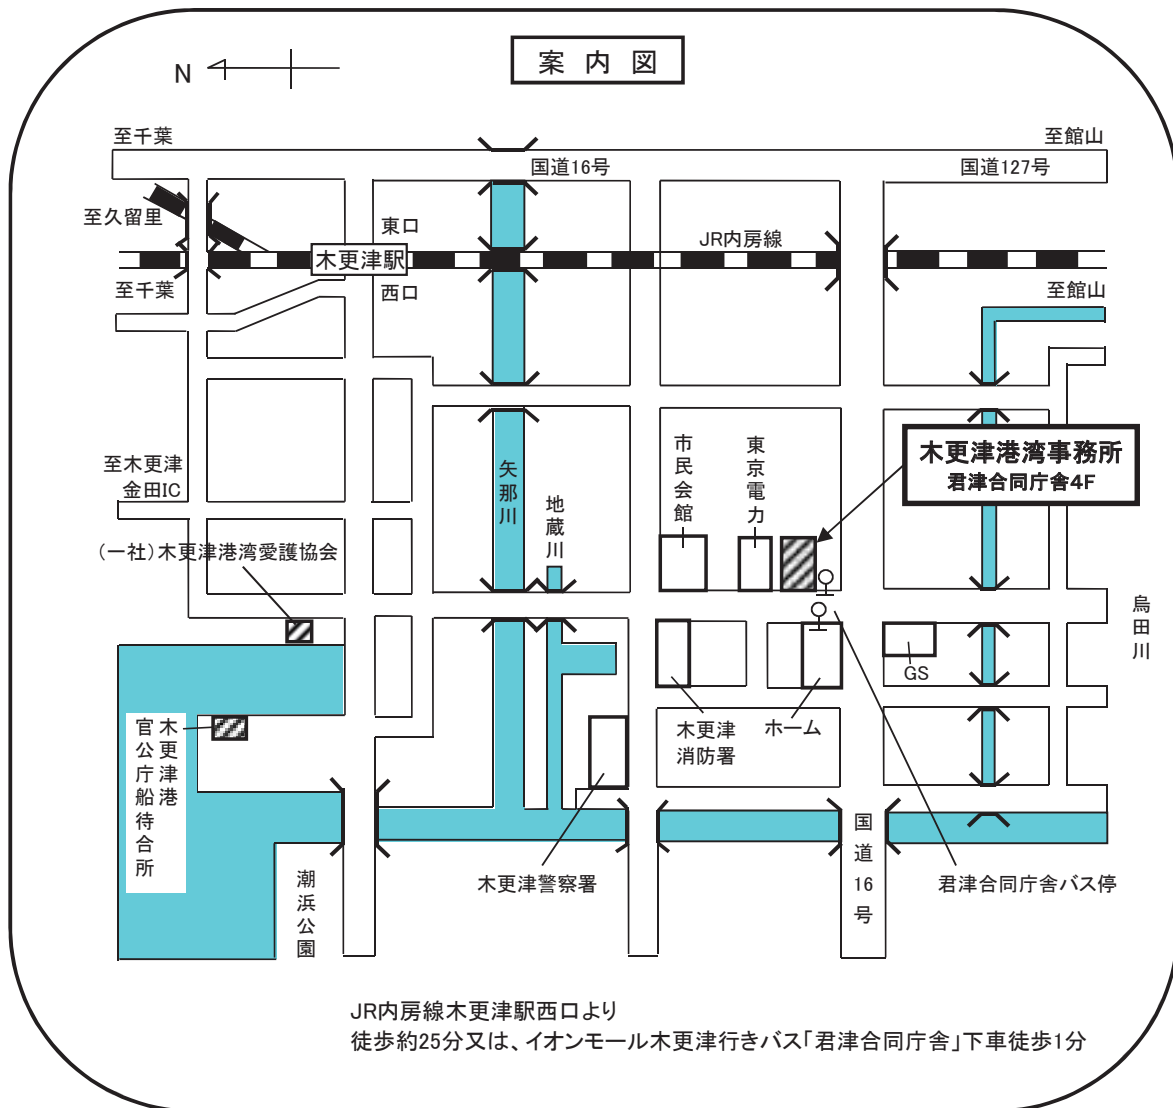 案内図
N
至千葉
至館山
国道16号
国道127号
至久留里
東口
JR内房線
木更津駅
至千葉
西口
至館山
市民会館
東京電力
木更津港湾事務所
君津合同庁舎4F
至木更津
金田IC
矢那川
地蔵川
(一社)木更津港湾愛護協会
烏田川
GS
木更津港
官公庁船待合所
木更津
消防署
ホーム
国道16号
潮浜公園
木更津警察署
君津合同庁舎バス停
JR内房線木更津駅西口より
徒歩約25分又は、イオンモール木更津行きバス「君津合同庁舎」下車徒歩1分